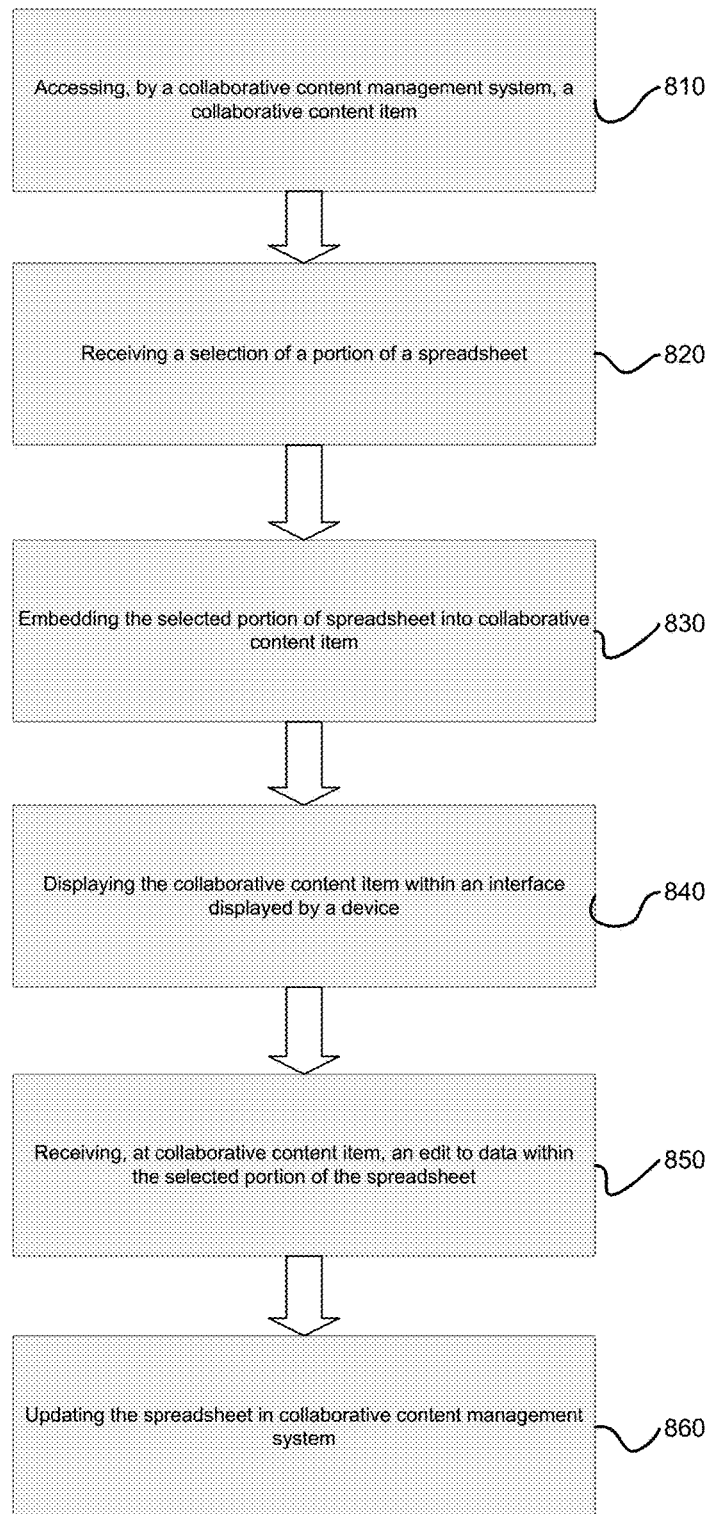 Accessing, by a collaborative content management system, a
collaborative content item
810
Receiving a selection of a portion of a spreadsheet
820
Embedding the selected portion of spreadsheet into collaborative
content item
830
Displaying the collaborative content item within an interface
displayed by a device
840
Receiving, at collaborative content item, an edit to data within
the selected portion of the spreadsheet
850
Updating the spreadsheet in collaborative content management
system
860